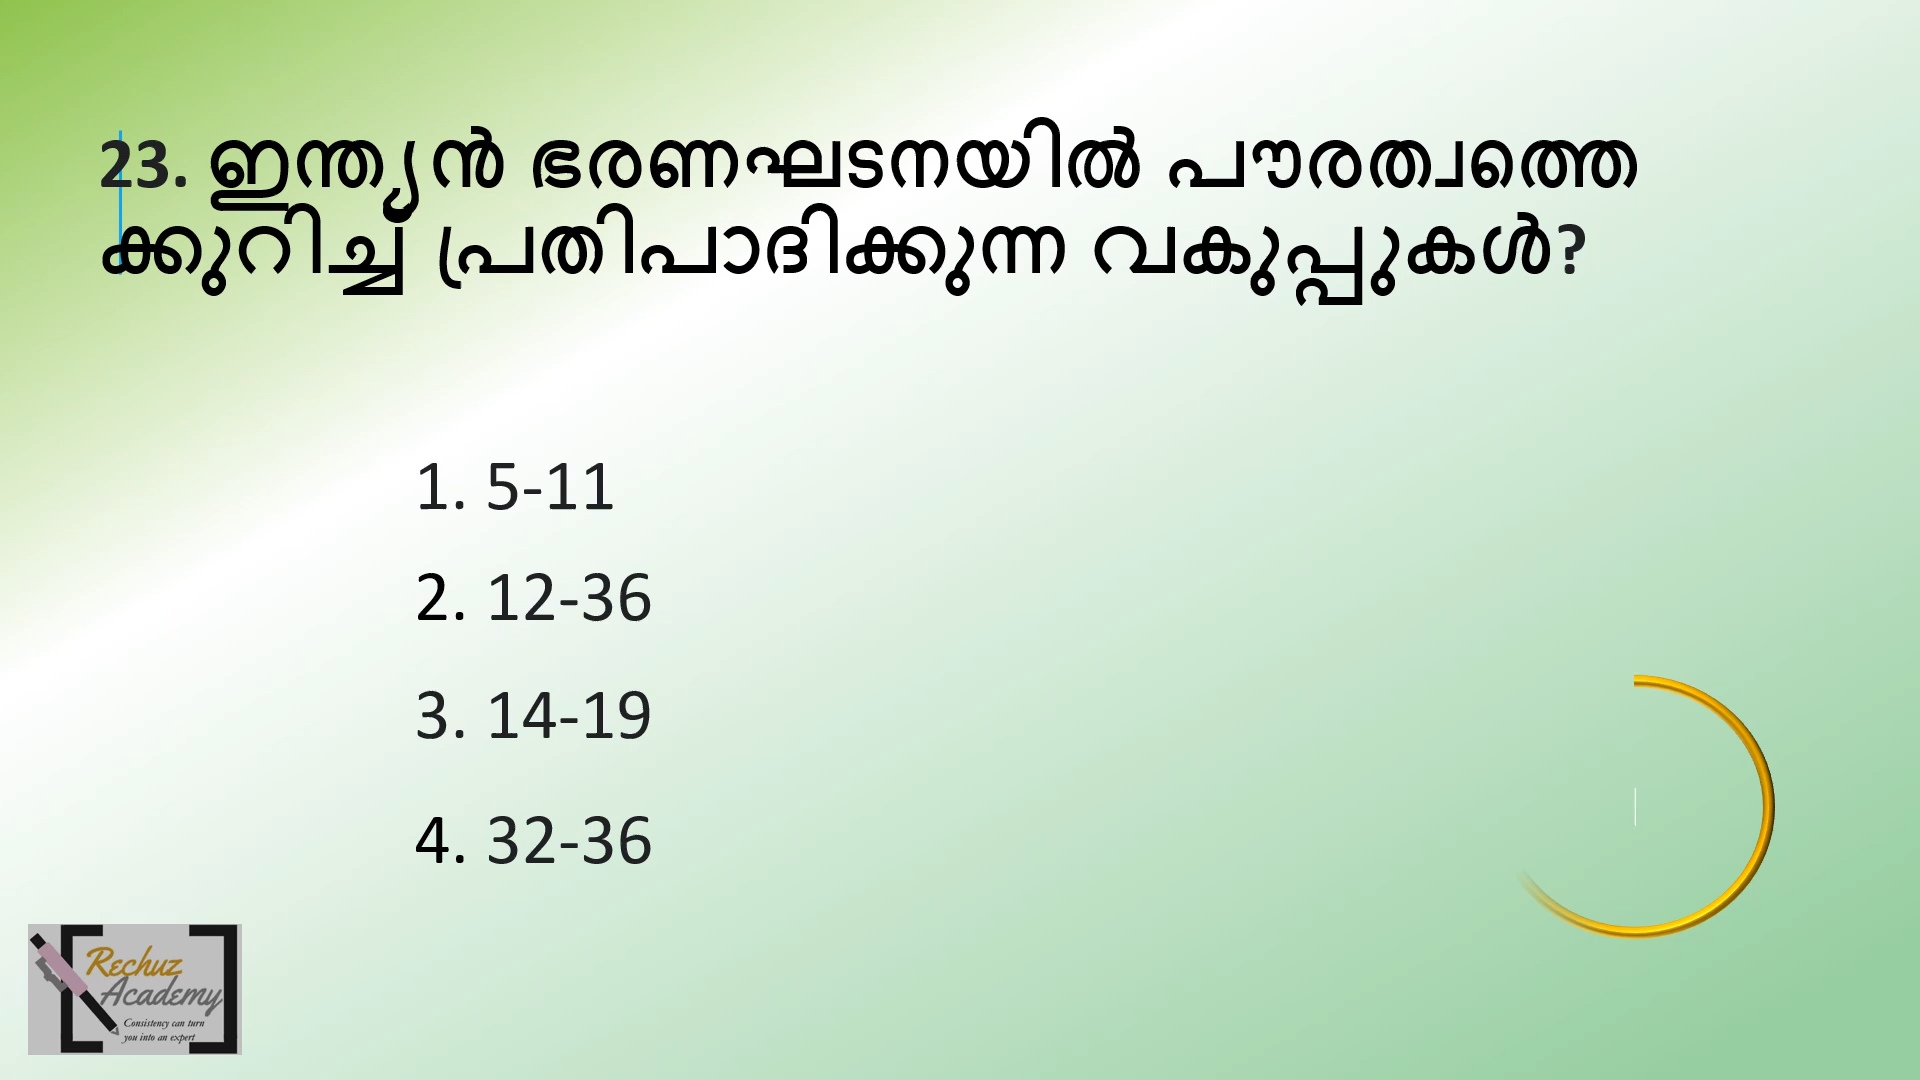 23. ഇന്ത്യൻ ഭരണഘടനയിൽ പൗരത്വത്തെ
ക്കുറിച്ച് പ്രതിപാദിക്കുന്ന വകുപ്പുകൾ?
1. 5-11
2. 12-36
3. 14-19
4. 32-36
Rechuz
Academy
Consistency can turn
you into an expert